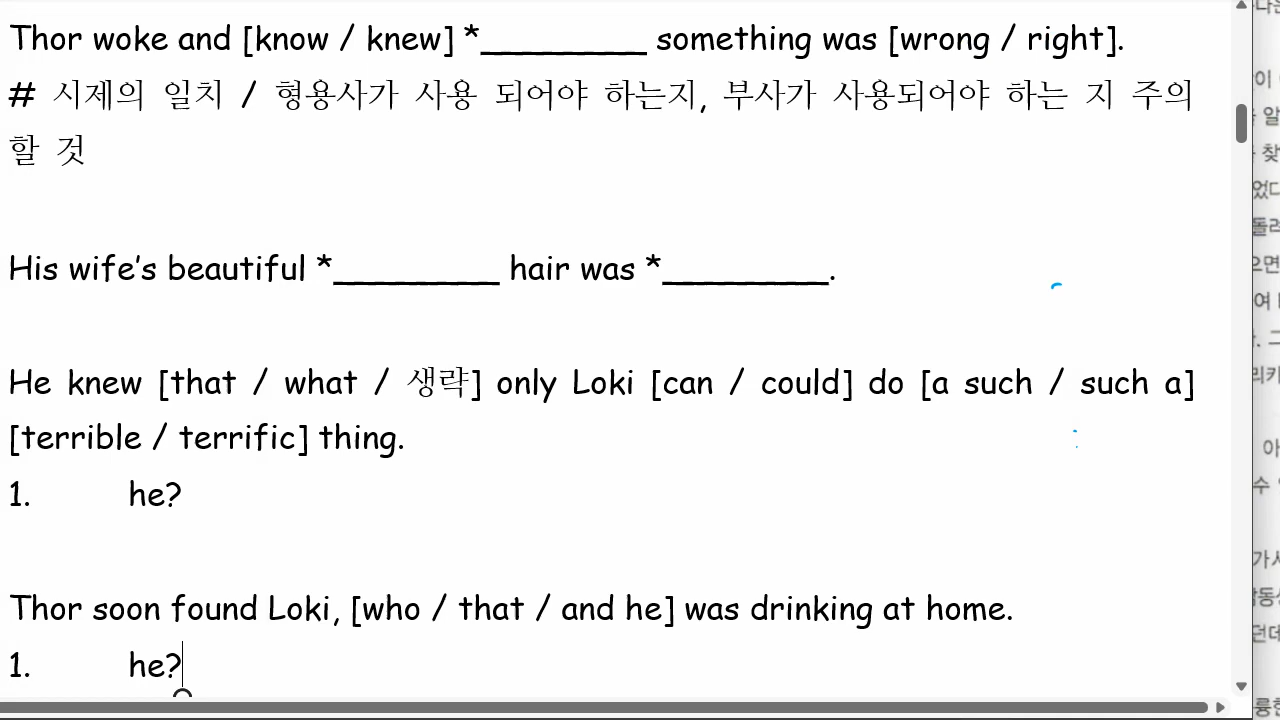 Thor woke and [know / knew] *_________ something was [wrong / right].
# 시제의 일치 / 형용사가 사용 되어야 하는지, 부사가 사용되어야 하는 지 주의
할 것
His wife's beautiful *_________ hair was *_________.
He knew [that / what / 생략] only Loki [can / could] do [a such / such a]
[terrible / terrific] thing.
1. he?
Thor soon found Loki, [who / that / and he] was drinking at home.
1. he?